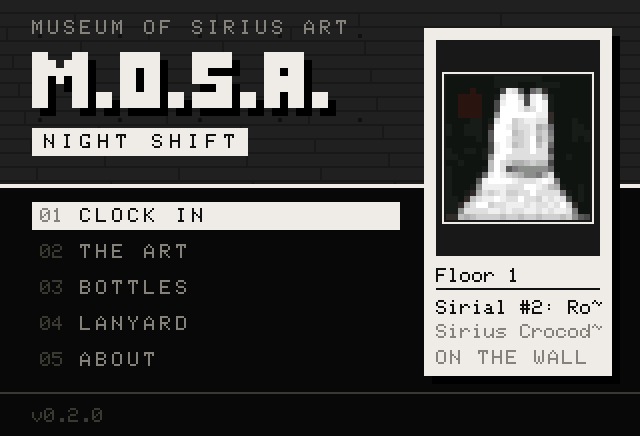 MUSEUM OF SIRIUS ART
M.O.S.A.
NIGHT SHIFT
01 CLOCK IN
02 THE ART
03 BOTTLES
04 LANYARD
05 ABOUT
Floor 1
Sirial #2: Ro~
Sirius Crocod~
ON THE WALL
v0.2.0